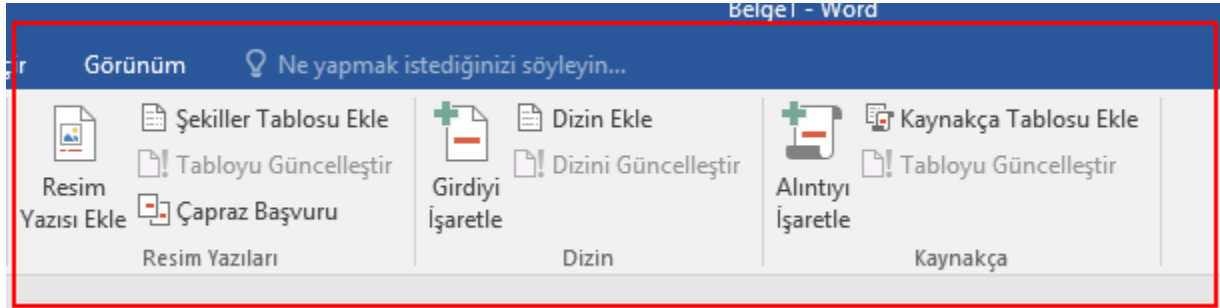 Belge1 - Word
Görünüm
Ne yapmak istediğinizi söyleyin...
Resim
Yazısı Ekle
Şekiller Tablosu Ekle
Tabloyu Güncelleştir
Çapraz Başvuru
Resim Yazıları
Girdiyi
İşaretle
Dizin Ekle
Dizini Güncelleştir
Dizin
Alıntıyı
İşaretle
Kaynakça Tablosu Ekle
Tabloyu Güncelleştir
Kaynakça